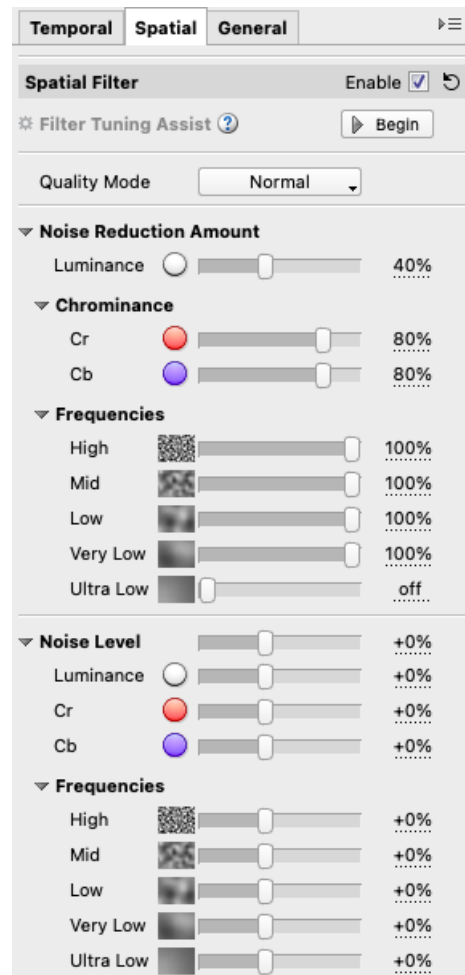 Temporal Spatial General
Spatial Filter Enable
Filter Tuning Assist ? Begin
Quality Mode Normal
Noise Reduction Amount
Luminance 40%
Chrominance
Cr 80%
Cb 80%
Frequencies
High 100%
Mid 100%
Low 100%
Very Low 100%
Ultra Low off
Noise Level +0%
Luminance +0%
Cr +0%
Cb +0%
Frequencies
High +0%
Mid +0%
Low +0%
Very Low +0%
Ultra Low +0%